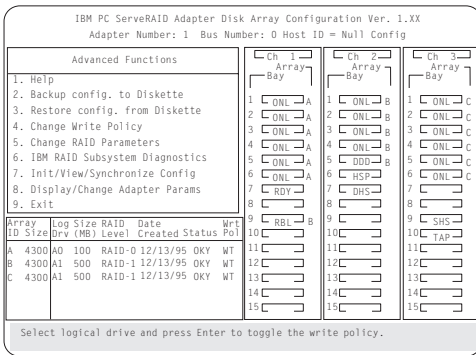 IBM PC ServeRAID Adapter Disk Array Configuration Ver. 1.XX
Adapter Number: 1 Bus Number: 0 Host ID = Null Config
Advanced Functions
1. Help
2. Backup config. to Diskette
3. Restore config. from Diskette
4. Change Write Policy
5. Change RAID Parameters
6. IBM RAID Subsystem Diagnostics
7. Init/View/Synchronize Config
8. Display/Change Adapter Params
9. Exit
Array Log Size RAID Date Wrt
ID Size Drv (MB) Level Created Status Pol
A 4300 A0 100 RAID-0 12/13/95 OKY WT
B 4300 A1 500 RAID-1 12/13/95 OKY WT
C 4300 A1 500 RAID-1 12/13/95 OKY WT
Ch 1
Array
Bay
1 ONL A
2 ONL A
3 ONL A
4 ONL A
5 ONL A
6 ONL A
7 RDY
8
9 RBL B
10
11
12
13
14
15
Ch 2
Array
Bay
1 ONL B
2 ONL B
3 ONL B
4 ONL B
5 DDD B
6 HSP
7 DHS
8
9
10
11
12
13
14
15
Ch 3
Array
Bay
1 ONL C
2 ONL C
3 ONL C
4 ONL C
5 ONL C
6 ONL C
7
8
9 SHS
10 TAP
11
12
13
14
15
Select logical drive and press Enter to toggle the write policy.